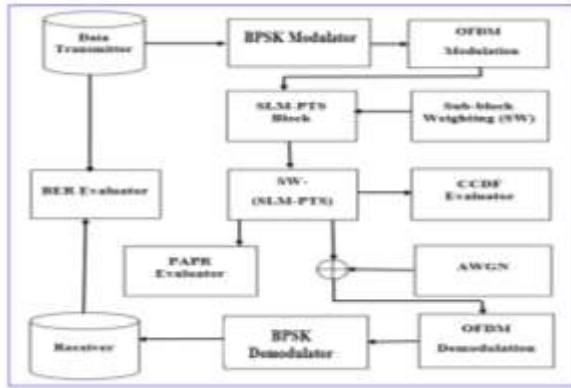 Data
Transmittor
BPSK Modulator
OFDM
Modulation
SLM-PTS
Block
Sub-block
Weighting (SW)
BER Evaluator
SW-
(SLM-PTS)
CCDF
Evaluator
PAPR
Evaluator
AWGN
Receiver
BPSK
Demodulator
OFDM
Demodulation